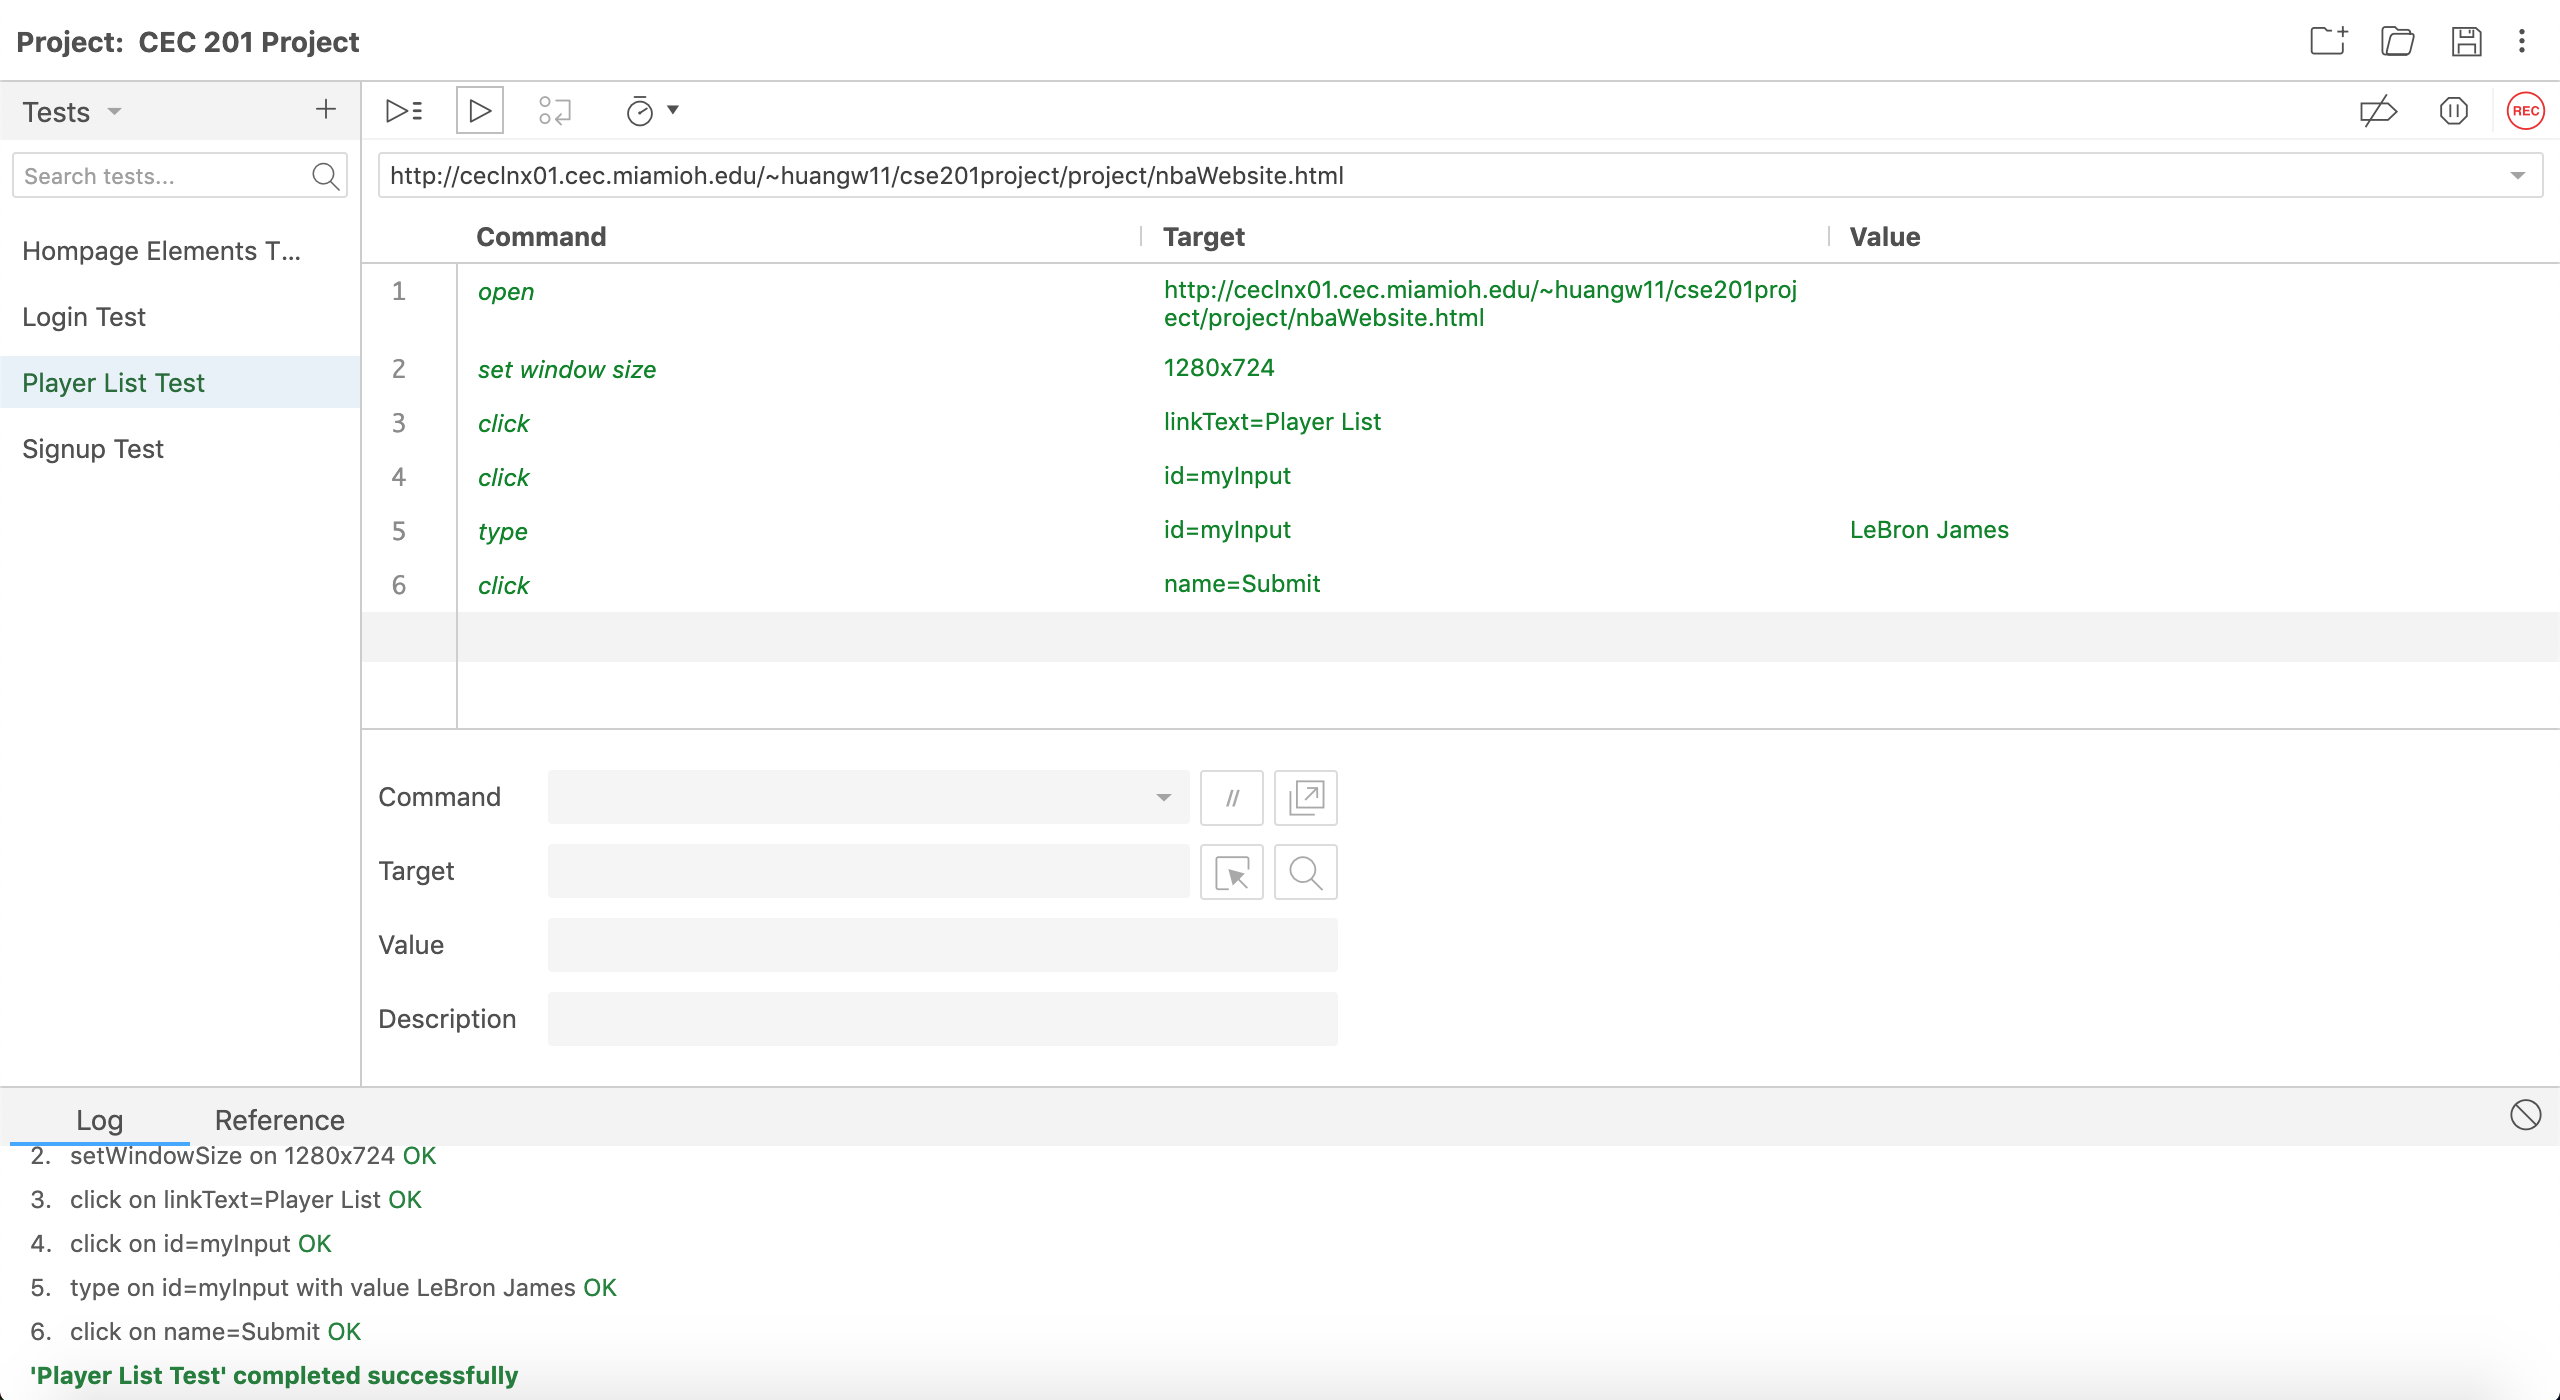 Project: CEC 201 Project
Tests
REC
Search tests...
http://ceclnx01.cec.miamioh.edu/~huangw11/cse201project/project/nbaWebsite.html
Hompage Elements T...
Login Test
Player List Test
Signup Test
Command Target Value
1 open http://ceclnx01.cec.miamioh.edu/~huangw11/cse201proj
ect/project/nbaWebsite.html
2 set window size 1280x724
3 click linkText=Player List
4 click id=myInput
5 type id=myInput LeBron James
6 click name=Submit
Command //
Target
Value
Description
Log Reference
2. setWindowSize on 1280x724 OK
3. click on linkText=Player List OK
4. click on id=myInput OK
5. type on id=myInput with value LeBron James OK
6. click on name=Submit OK
'Player List Test' completed successfully